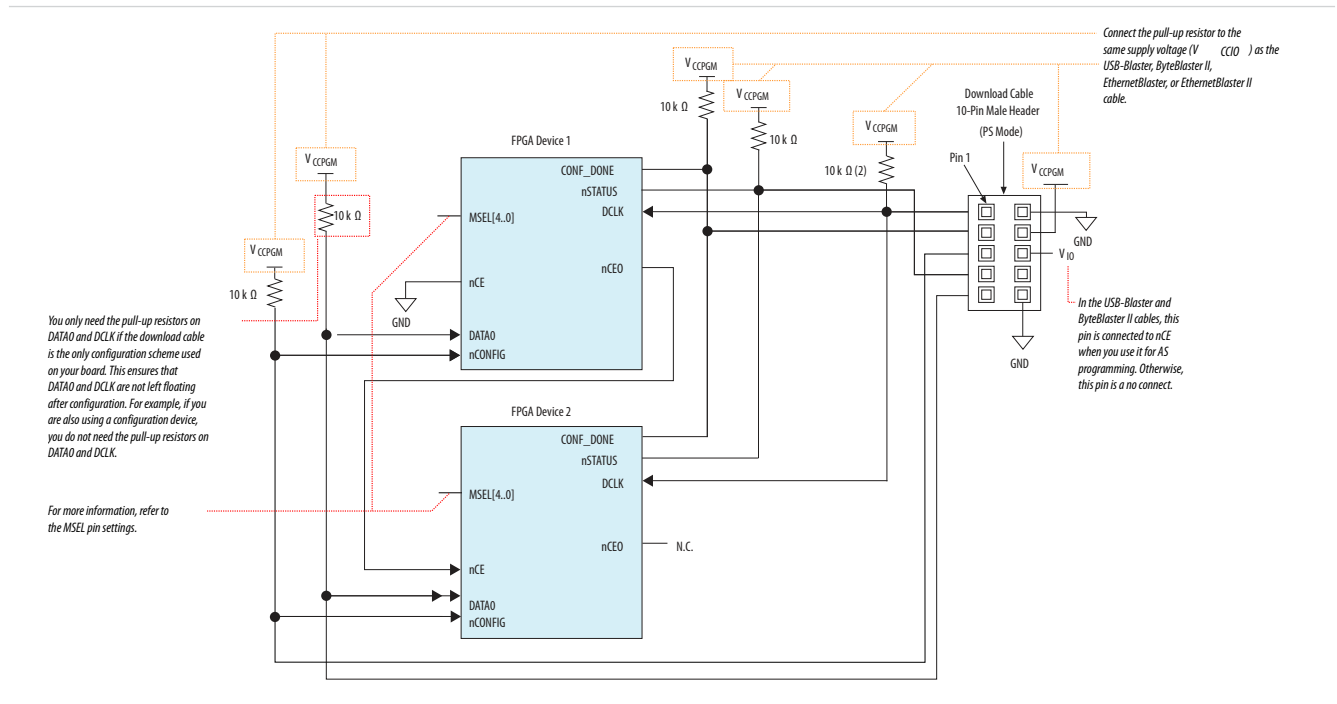 Connect the pull-up resistor to the
same supply voltage (V CCIO ) as the
USB-Blaster, ByteBlaster II,
EthernetBlaster, or EthernetBlaster II
cable.
V CCPGM
10 k Ω
V CCPGM
10 k Ω
V CCPGM
10 k Ω (2)
Download Cable
10-Pin Male Header
(PS Mode)
Pin 1
V CCPGM
GND
V IO
GND
In the USB-Blaster and
ByteBlaster II cables, this
pin is connected to nCE
when you use it for AS
programming. Otherwise,
this pin is a no connect.
V CCPGM
10 k Ω
V CCPGM
10 k Ω
You only need the pull-up resistors on
DATA0 and DCLK if the download cable
is the only configuration scheme used
on your board. This ensures that
DATA0 and DCLK are not left floating
after configuration. For example, if you
are also using a configuration device,
you do not need the pull-up resistors on
DATA0 and DCLK.
For more information, refer to
the MSEL pin settings.
FPGA Device 1
CONF_DONE
nSTATUS
DCLK
MSEL[4..0]
nCEO
nCE
GND
DATA0
nCONFIG
FPGA Device 2
CONF_DONE
nSTATUS
DCLK
MSEL[4..0]
nCEO
N.C.
nCE
DATA0
nCONFIG